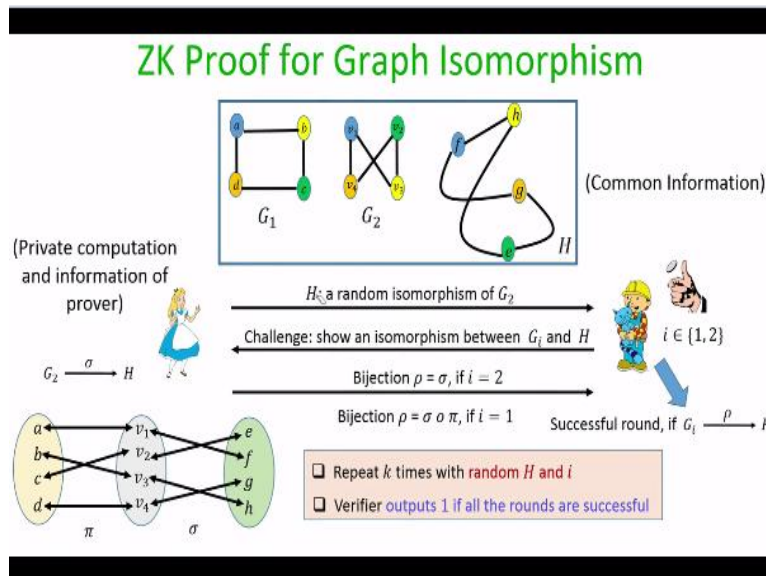 ZK Proof for Graph Isomorphism
a
b
d
c
G₁
v₁
v₂
v₄
v₃
G₂
h
f
g
e
H
(Common Information)
(Private computation
and information of
prover)
H: a random isomorphism of G₂
Challenge: show an isomorphism between Gᵢ and H
i ∈ {1,2}
G₂ σ H
Bijection ρ = σ, if i = 2
Bijection ρ = σ o π, if i = 1
Successful round, if Gᵢ ρ H
a
b
c
d
π
v₁
v₂
v₃
v₄
σ
e
f
g
h
Repeat k times with random H and i
Verifier outputs 1 if all the rounds are successful